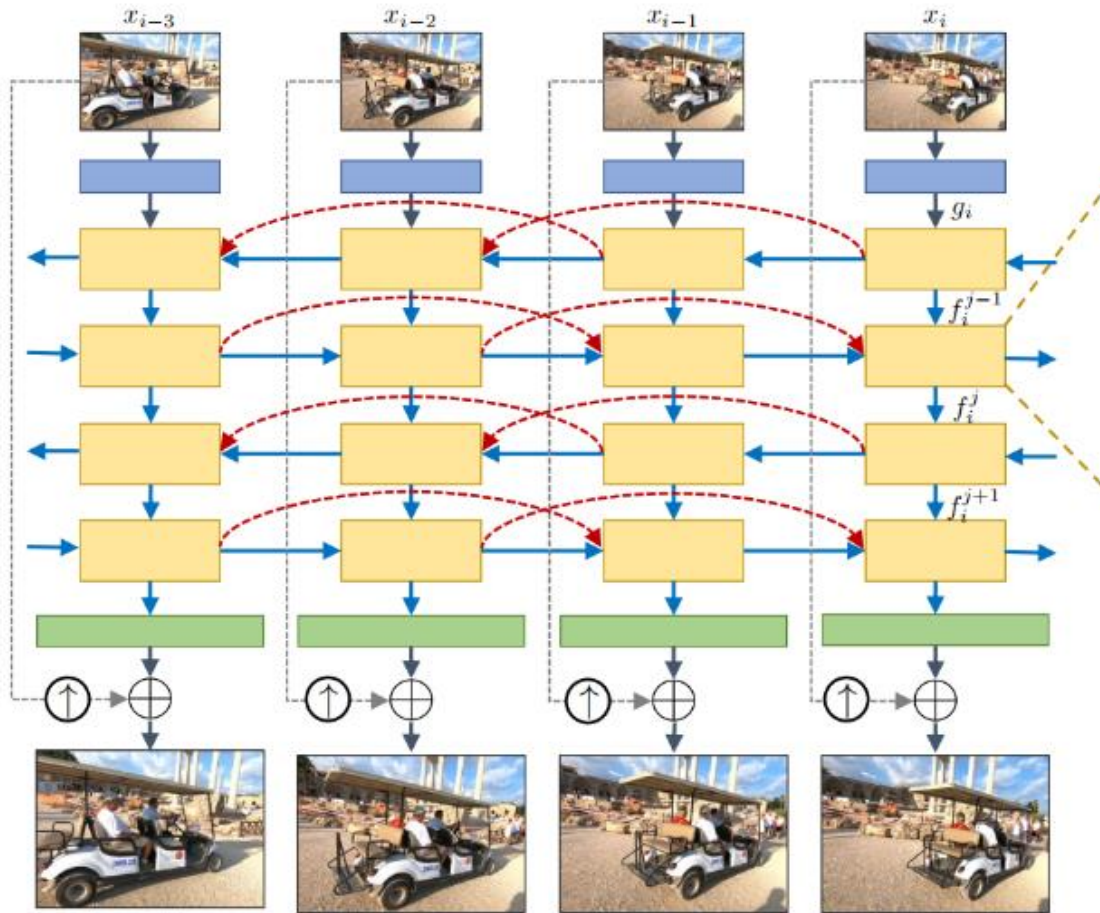 $x_{i-3}$ $x_{i-2}$ $x_{i-1}$ $x_i$
$g_i$
$f_i^{j-1}$
$f_i^{j}$
$f_i^{j+1}$
↑ ↑ ↑ ↑